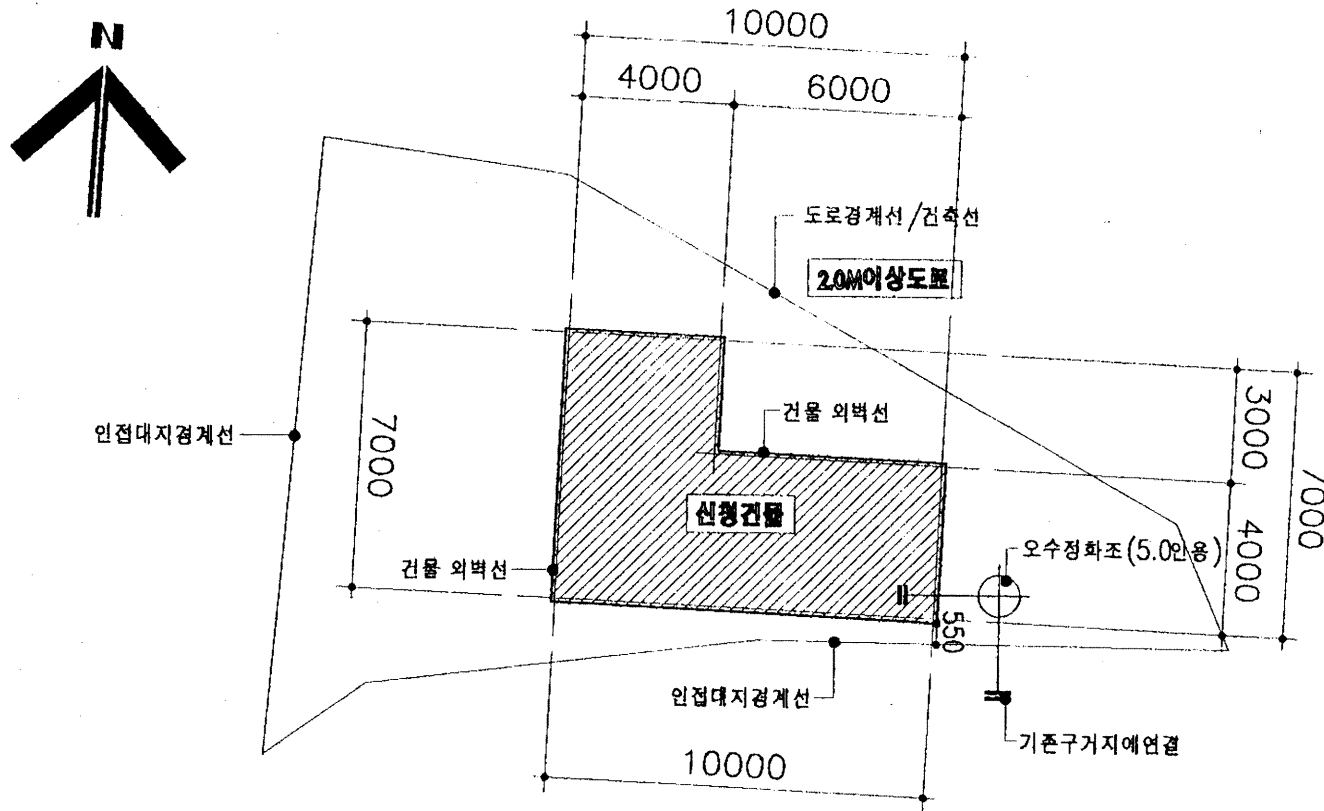 N
10000
4000
6000
도로경계선/건축선
2.0M이상도로
인접대지경계선
7000
건물 외벽선
3000
7000
신청건물
4000
오수정화조(5.0인용)
건물 외벽선
550
인접대지경계선
기존구거지에연결
10000